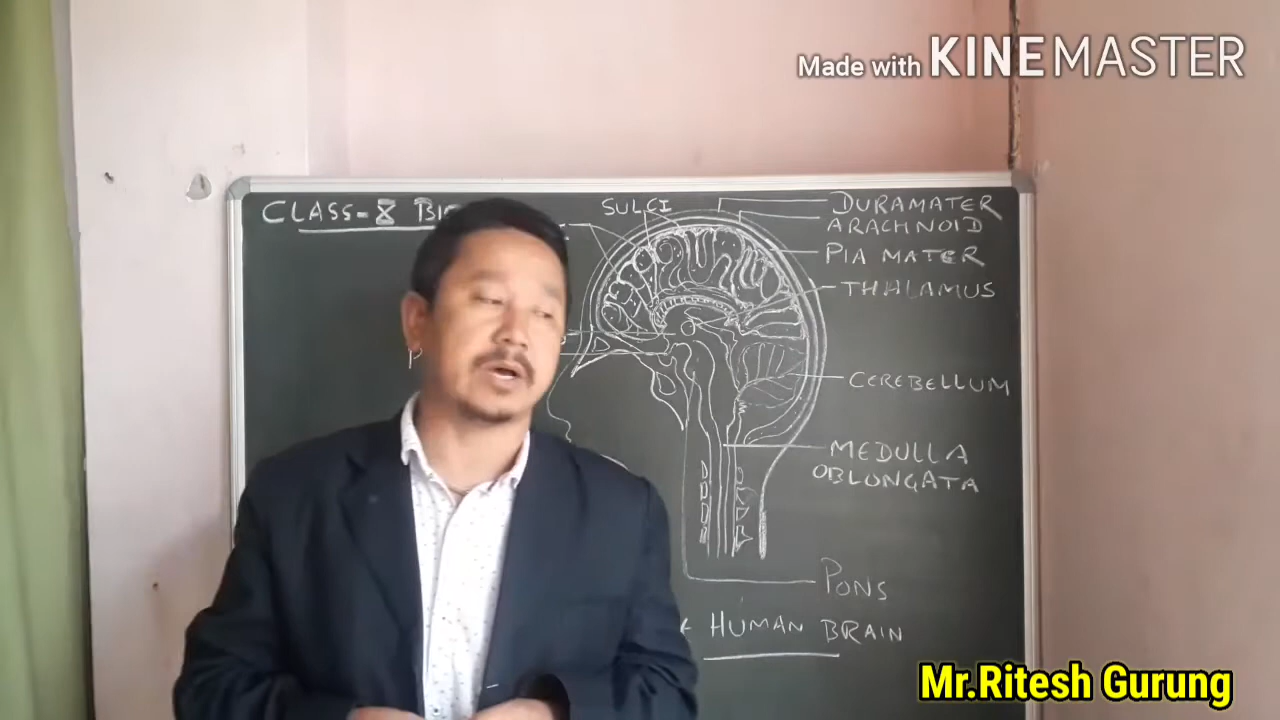 Made with KINEMASTER
CLASS-X
SULCI
DURAMATER
ARACHNOID
PIA MATER
THALAMUS
CEREBELLUM
MEDULLA
OBLONGATA
PONS
HUMAN BRAIN
Mr.Ritesh Gurung